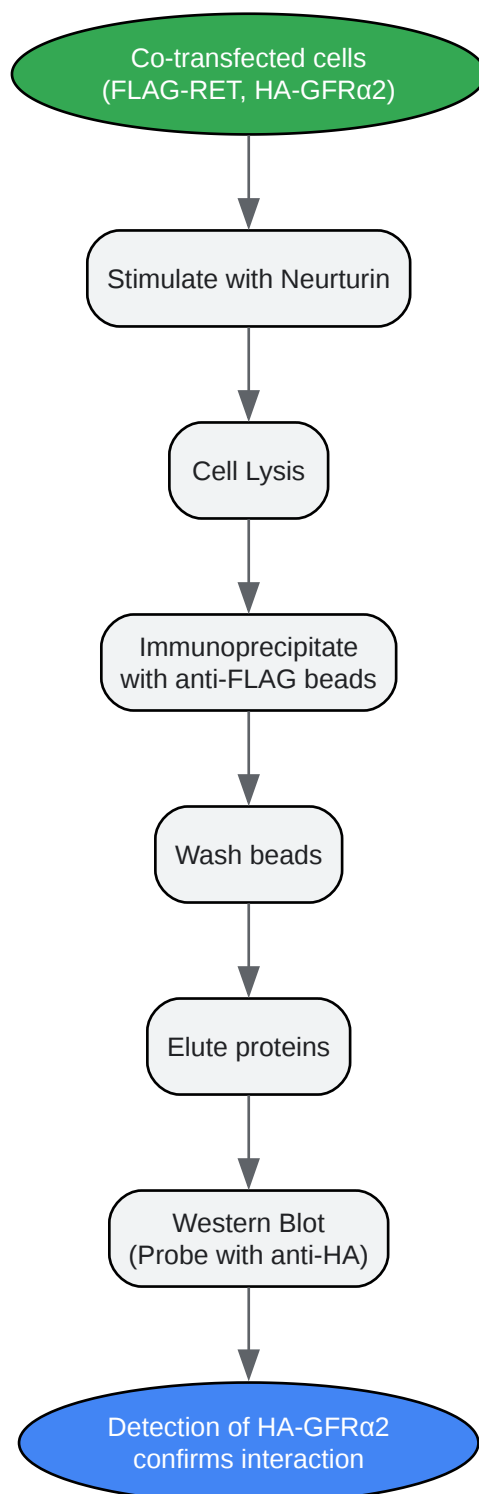 Co-transfected cells
(FLAG-RET, HA-GFRα2)
Stimulate with Neurturin
Cell Lysis
Immunoprecipitate
with anti-FLAG beads
Wash beads
Elute proteins
Western Blot
(Probe with anti-HA)
Detection of HA-GFRα2
confirms interaction